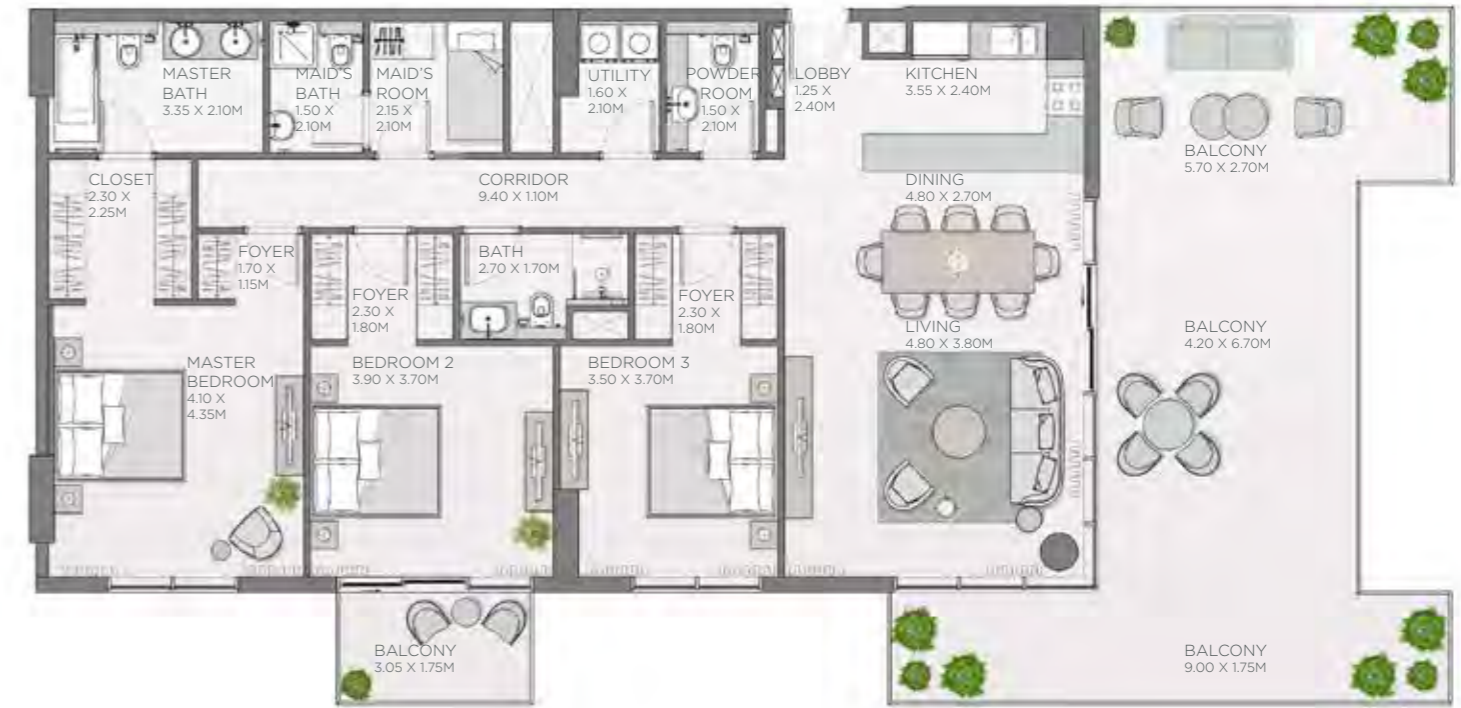 MASTER
BATH
3.35 X 2.10M
MAID'S
BATH
1.50 X
2.10M
MAID'S
ROOM
2.15 X
2.10M
UTILITY
1.60 X
2.10M
POWDER
ROOM
1.50 X
2.10M
LOBBY
1.25 X
2.40M
KITCHEN
3.55 X 2.40M
BALCONY
5.70 X 2.70M
CLOSET
2.30 X
2.25M
CORRIDOR
9.40 X 1.10M
DINING
4.80 X 2.70M
FOYER
1.70 X
1.15M
FOYER
2.30 X
1.80M
BATH
2.70 X 1.70M
FOYER
2.30 X
1.80M
LIVING
4.80 X 3.80M
BALCONY
4.20 X 6.70M
MASTER
BEDROOM
4.10 X
4.35M
BEDROOM 2
3.90 X 3.70M
BEDROOM 3
3.50 X 3.70M
BALCONY
3.05 X 1.75M
BALCONY
9.00 X 1.75M